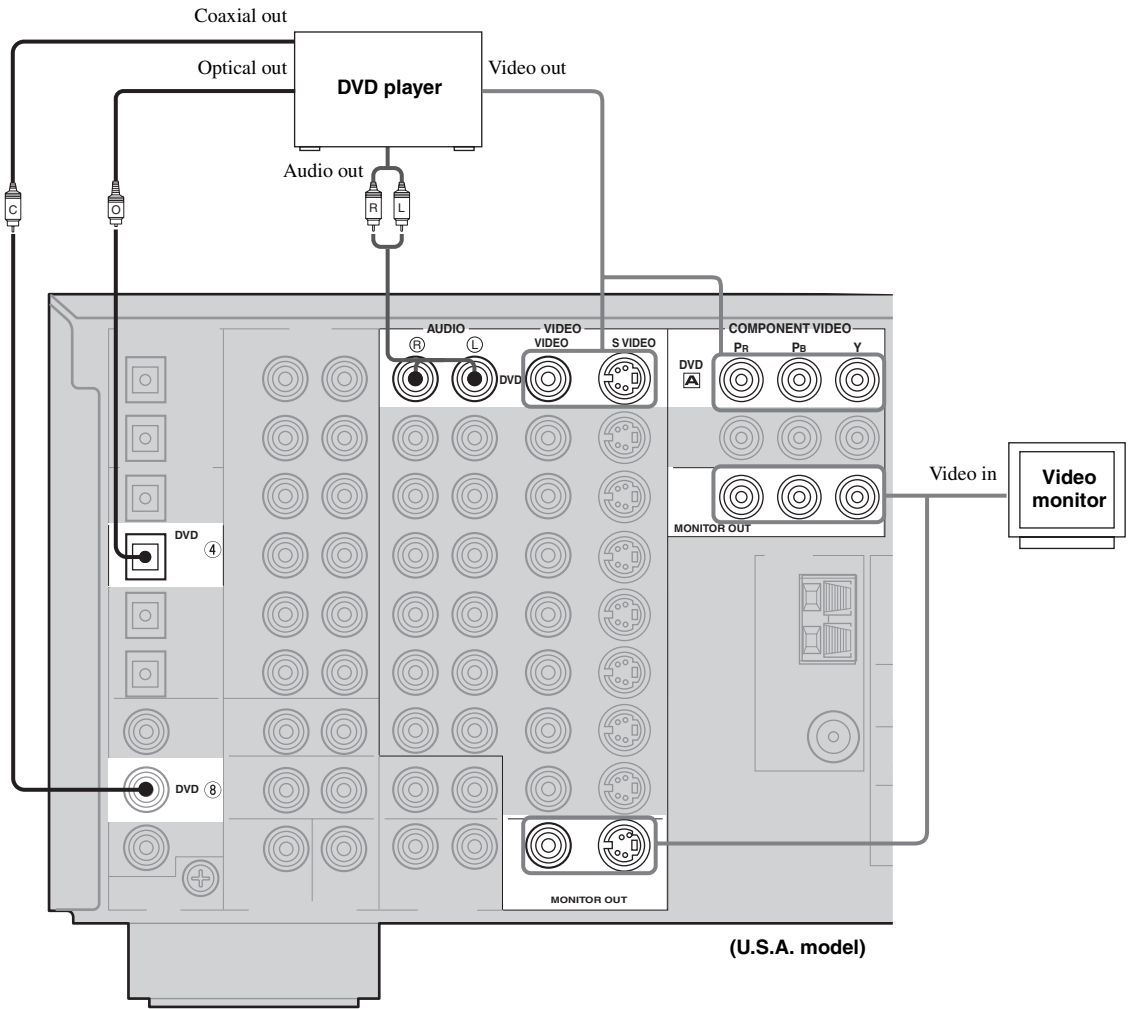 Coaxial out
Optical out
DVD player
Video out
Audio out
C
O
R
L
AUDIO
VIDEO
COMPONENT VIDEO
R
L
VIDEO
S VIDEO
PR
PB
Y
DVD
DVD
A
Video in
Video
monitor
MONITOR OUT
DVD
4
DVD
8
MONITOR OUT
(U.S.A. model)